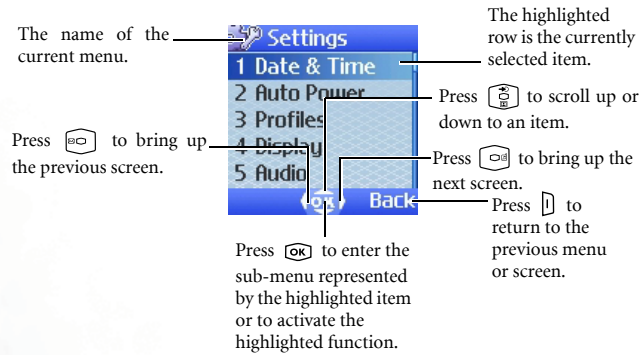 The name of the
current menu.
Settings
1 Date & Time
2 Auto Power
3 Profiles
4 Display
5 Audio
OK
Back
The highlighted
row is the currently
selected item.
Press to scroll up or
down to an item.
Press to bring up
the previous screen.
Press to bring up the
next screen.
Press to
return to the
previous menu
or screen.
Press OK to enter the
sub-menu represented
by the highlighted item
or to activate the
highlighted function.